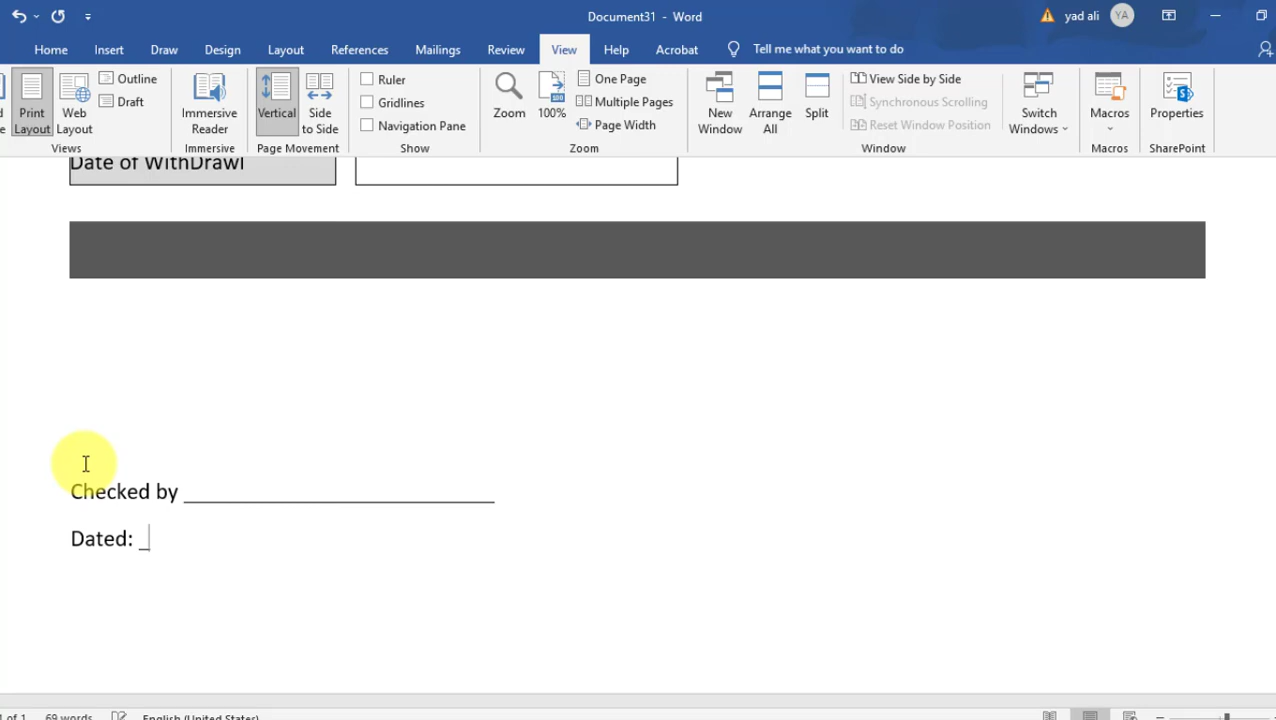 Document31 - Word
yad ali YA
Home Insert Draw Design Layout References Mailings Review View Help Acrobat Tell me what you want to do
Print Layout
Web Layout
Outline
Draft
Views
Immersive Reader
Immersive
Vertical
Side to Side
Page Movement
Ruler
Gridlines
Navigation Pane
Show
Zoom
100%
One Page
Multiple Pages
Page Width
Zoom
New Window
Arrange All
Split
View Side by Side
Synchronous Scrolling
Reset Window Position
Switch Windows
Window
Macros
Macros
Properties
SharePoint
Date of WithDrawl
Checked by ____________________________
Dated: _
1 of 1 69 words English (United States)